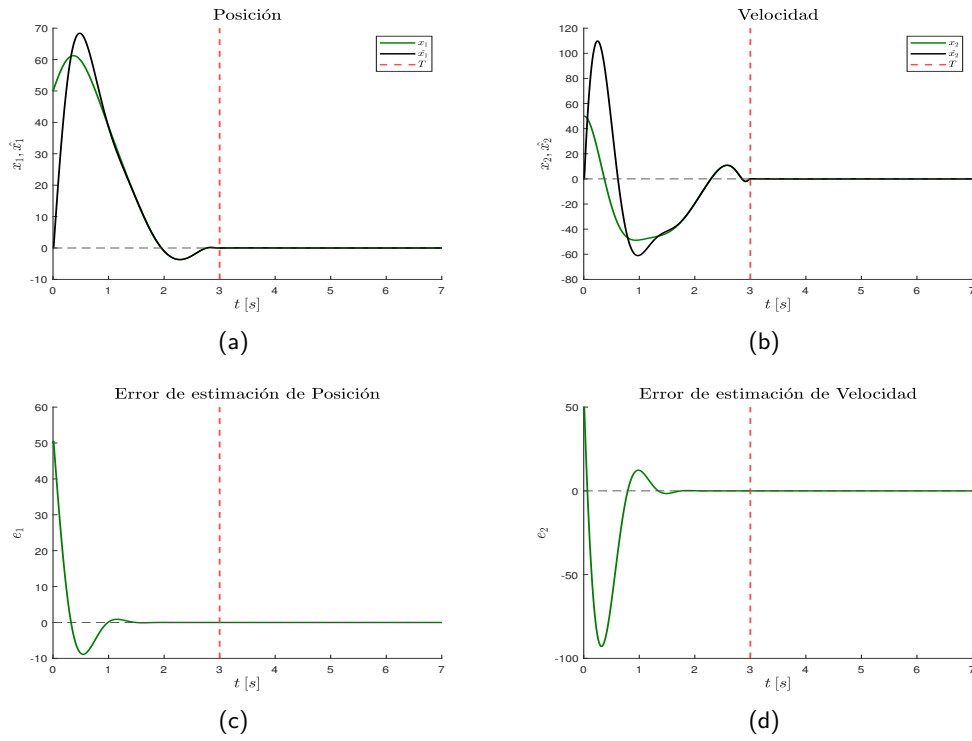 Posición
70
60
50
40
30
20
10
0
-10
x₁, x̂₁
x₁
x̂₁
T
0 1 2 3 4 5 6 7
t [s]
(a)
Velocidad
120
100
80
60
40
20
0
-20
-40
-60
-80
x₂, x̂₂
x₂
x̂₂
T
0 1 2 3 4 5 6 7
t [s]
(b)
Error de estimación de Posición
60
50
40
30
20
10
0
-10
e₁
0 1 2 3 4 5 6 7
t [s]
(c)
Error de estimación de Velocidad
50
0
-50
-100
e₂
0 1 2 3 4 5 6 7
t [s]
(d)